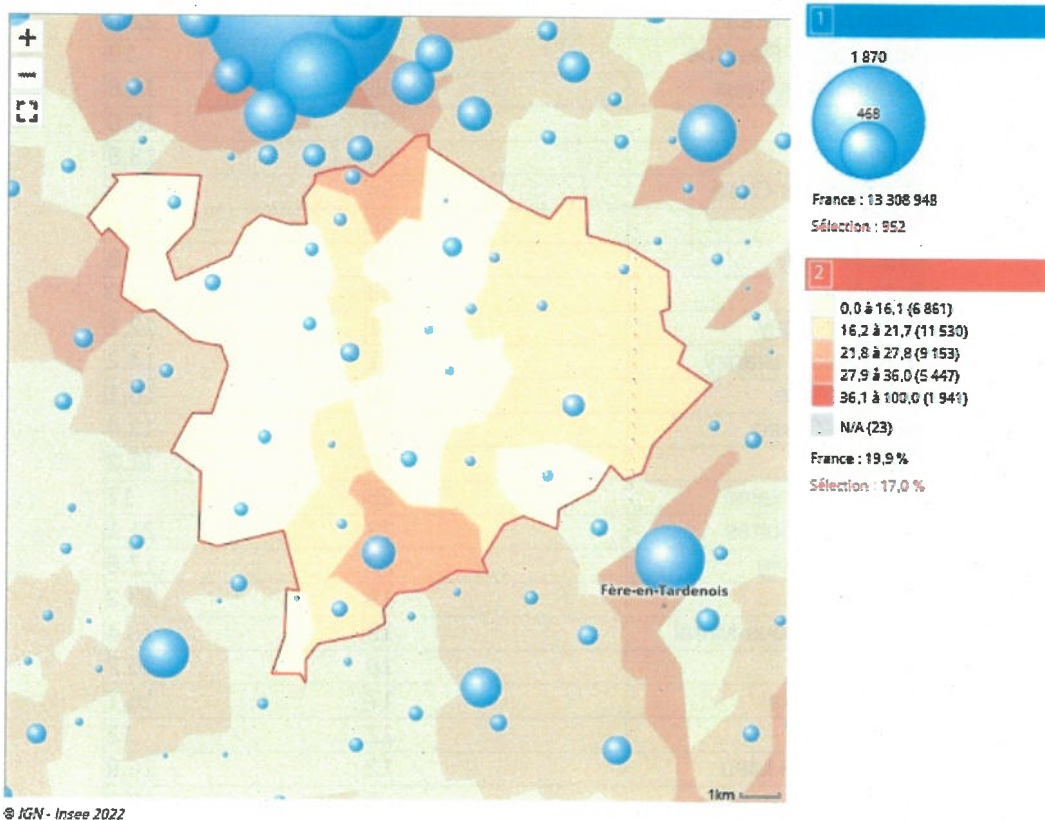 +
−
Fère-en-Tardenois
1km
© IGN - Insee 2022
1
1 870
468
France : 13 308 948
Sélection : 952
2
0,0 à 16,1 (6 861)
16,2 à 21,7 (11 530)
21,8 à 27,8 (9 153)
27,9 à 36,0 (5 447)
36,1 à 100,0 (1 941)
N/A (23)
France : 19,9 %
Sélection : 17,0 %